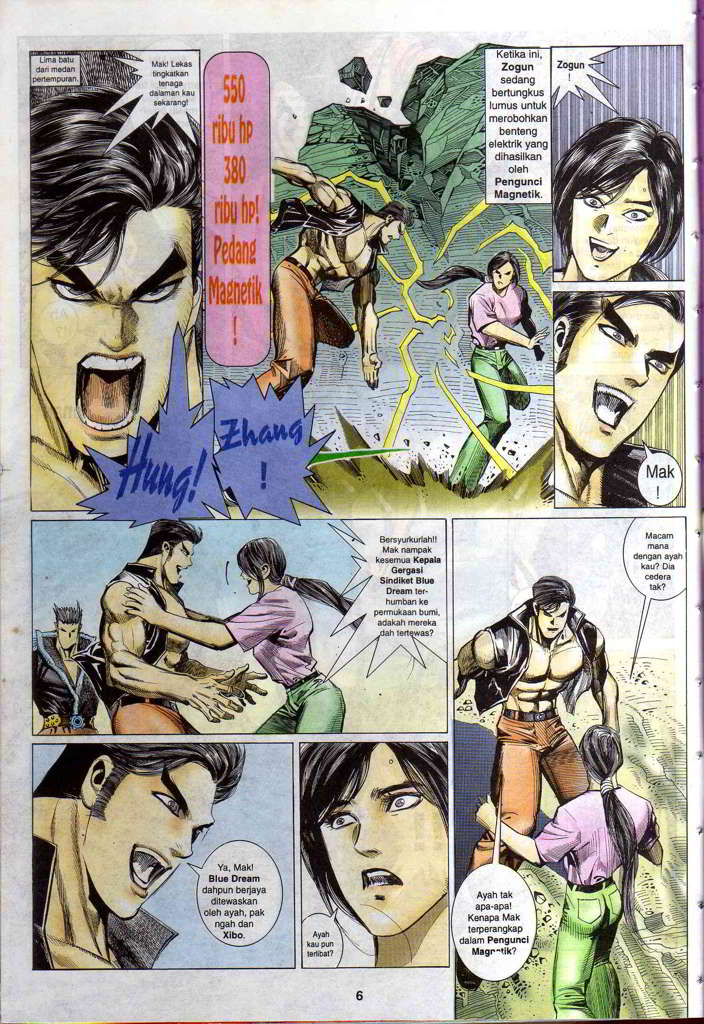 Lima batu
dari medan
pertempuran.
Mak! Lekas
tingkatkan
tenaga
dalaman kau
sekarang!
550
ribu hp
380
ribu hp!
Pedang
Magnetik
!
Hung!
Zhang
!
Ketika ini,
Zogun
sedang
bertungkus
lumus untuk
merobohkan
benteng
elektrik yang
dihasilkan
oleh
Pengunci
Magnetik.
Zogun
!
Mak
!
Bersyurkurlah!!
Mak nampak
kesemua Kepala
Gergasi
Sindiket Blue
Dream ter-
humban ke
permukaan bumi,
adakah mereka
dah tertewas?
Macam
mana
dengan ayah
kau? Dia
cedera
tak?
Ya, Mak!
Blue Dream
dahpun berjaya
ditewaskan
oleh ayah, pak
ngah dan
Xibo.
Ayah
kau pun
terlibat?
Ayah tak
apa-apa!
Kenapa Mak
terperangkap
dalam Pengunci
Magnetik?
6